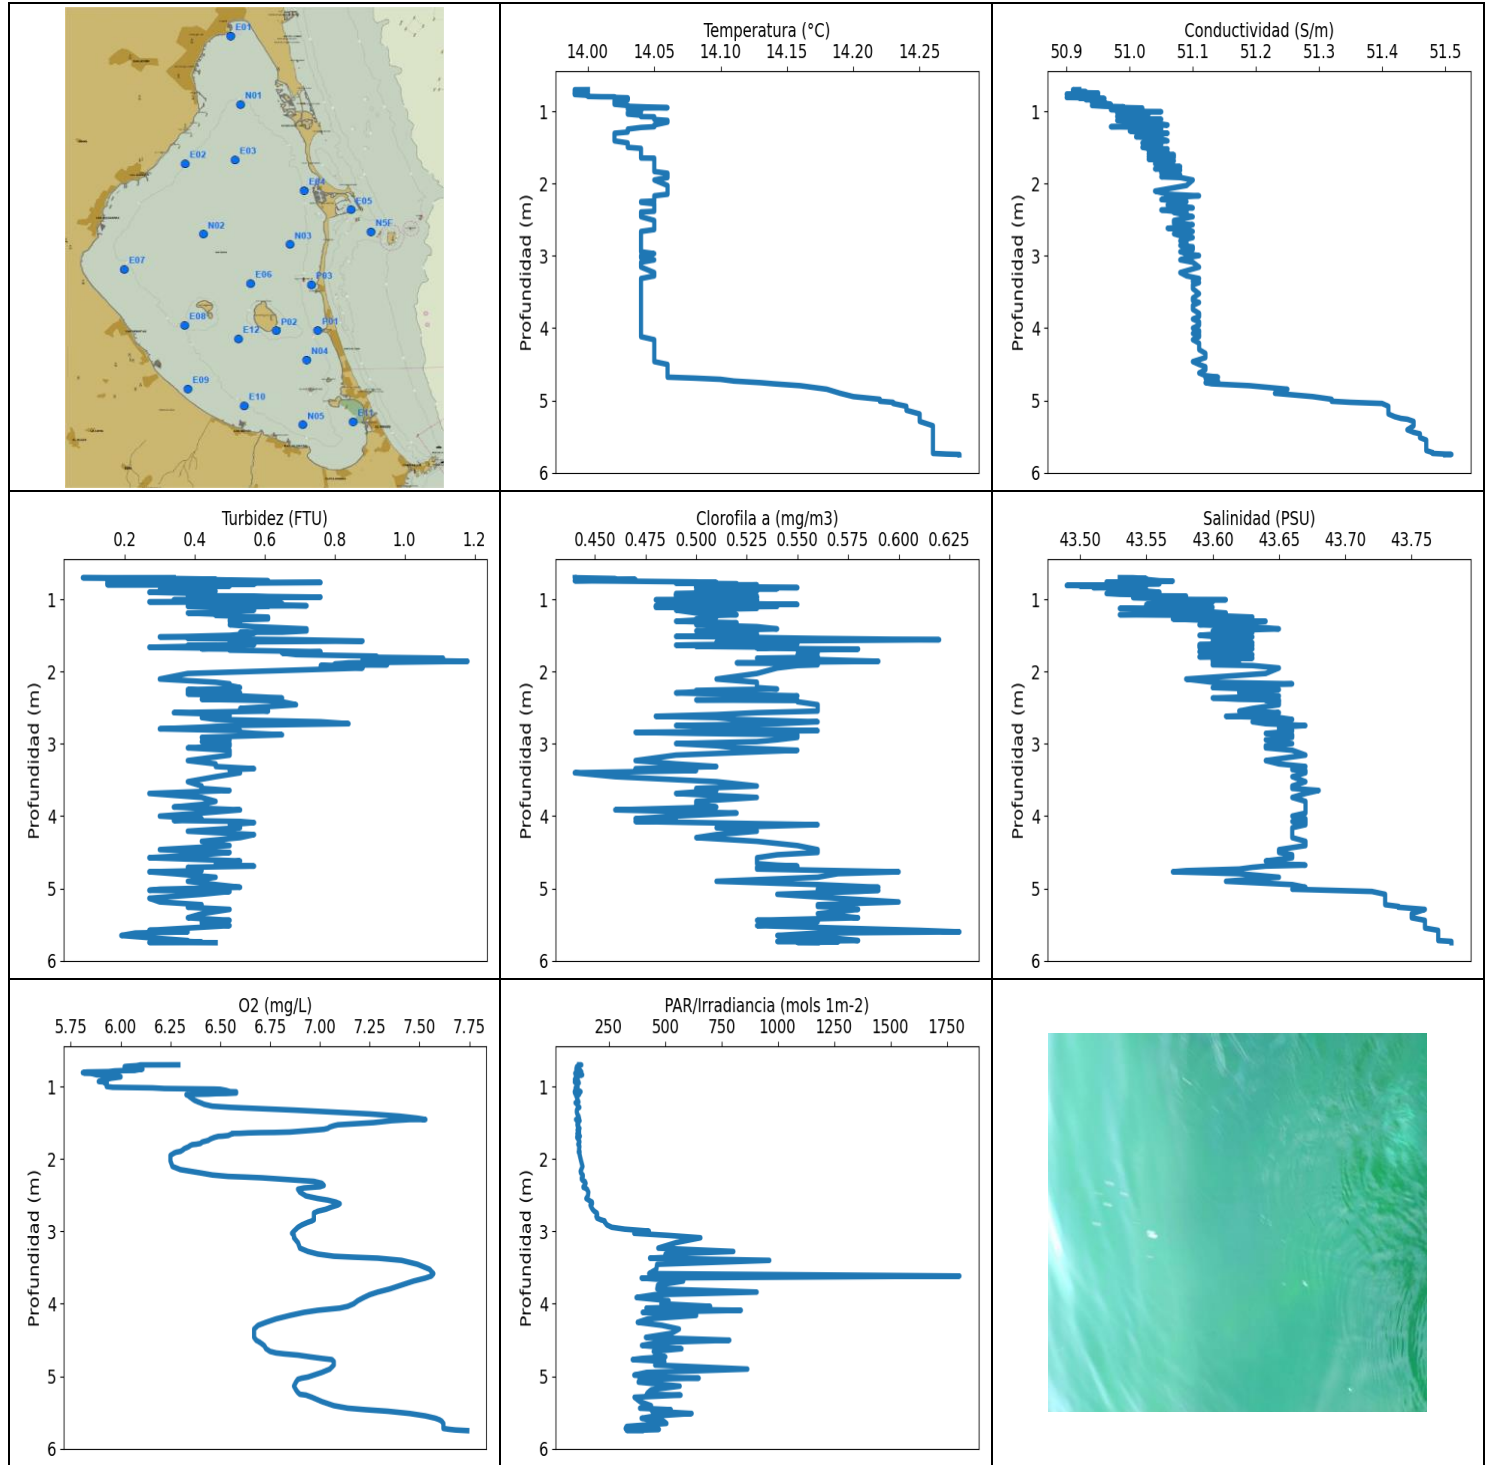 E01
N01
E02
E03
E04
E05
N5F
N02
N03
E07
E06
P03
E08
E12
P02
P01
N04
E09
E10
N05
E11
Temperatura (°C)
14.00 14.05 14.10 14.15 14.20 14.25
Profundidad (m)
1
2
3
4
5
6
Conductividad (S/m)
50.9 51.0 51.1 51.2 51.3 51.4 51.5
Profundidad (m)
1
2
3
4
5
6
Turbidez (FTU)
0.2 0.4 0.6 0.8 1.0 1.2
Profundidad (m)
1
2
3
4
5
6
Clorofila a (mg/m3)
0.450 0.475 0.500 0.525 0.550 0.575 0.600 0.625
Profundidad (m)
1
2
3
4
5
6
Salinidad (PSU)
43.50 43.55 43.60 43.65 43.70 43.75
Profundidad (m)
1
2
3
4
5
6
O2 (mg/L)
5.75 6.00 6.25 6.50 6.75 7.00 7.25 7.50 7.75
Profundidad (m)
1
2
3
4
5
6
PAR/Irradiancia (mols 1m-2)
250 500 750 1000 1250 1500 1750
Profundidad (m)
1
2
3
4
5
6